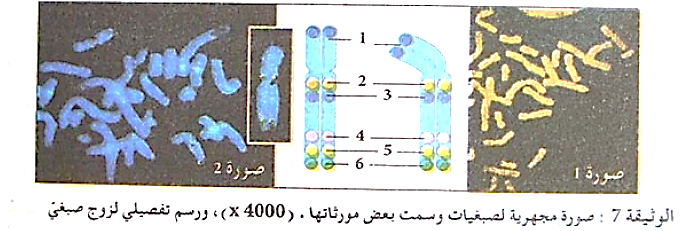 1
2
3
4
5
6
صورة 2
صورة 1
الوثيقة 7 : صورة مجهرية لصبغيات وسمت بعض مورثاتها . (x 4000)، ورسم تفصيلي لزوج صبغيّ